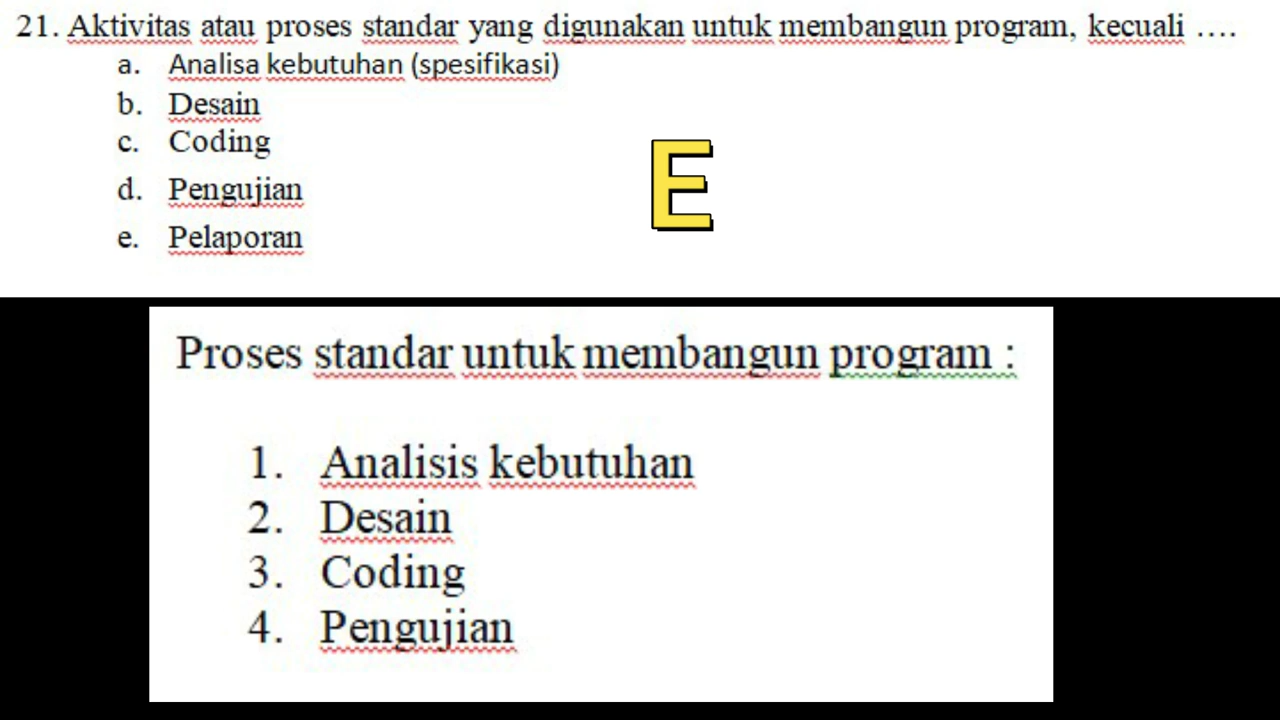 21. Aktivitas atau proses standar yang digunakan untuk membangun program, kecuali ....
a. Analisa kebutuhan (spesifikasi)
b. Desain
c. Coding
d. Pengujian
e. Pelaporan
E
Proses standar untuk membangun program :
1. Analisis kebutuhan
2. Desain
3. Coding
4. Pengujian